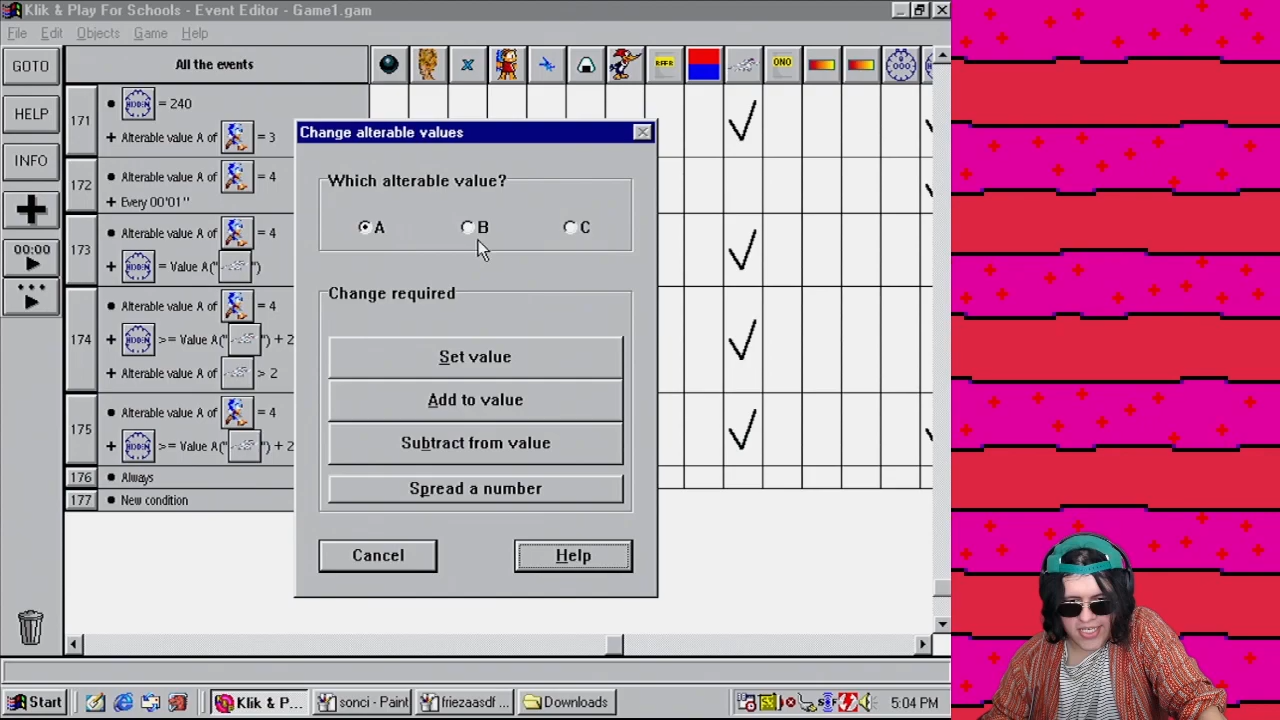 Klik & Play For Schools - Event Editor - Game1.gam
File Edit Objects Game Help
GOTO
All the events
HELP
INFO
00:00
171
= 240
+ Alterable value A of = 3
172
Alterable value A of = 4
+ Every 00'01''
173
Alterable value A of = 4
+ = Value A(" ")
174
Alterable value A of = 4
+ >= Value A(" ") + 2
+ Alterable value A of > 2
175
Alterable value A of = 4
+ >= Value A(" ") + 2
176 Always
177 New condition
Change alterable values
Which alterable value?
A B C
Change required
Set value
Add to value
Subtract from value
Spread a number
Cancel Help
ONO
Start
Klik & P...
sonci - Paint
friezaasdf ...
Downloads
5:04 PM